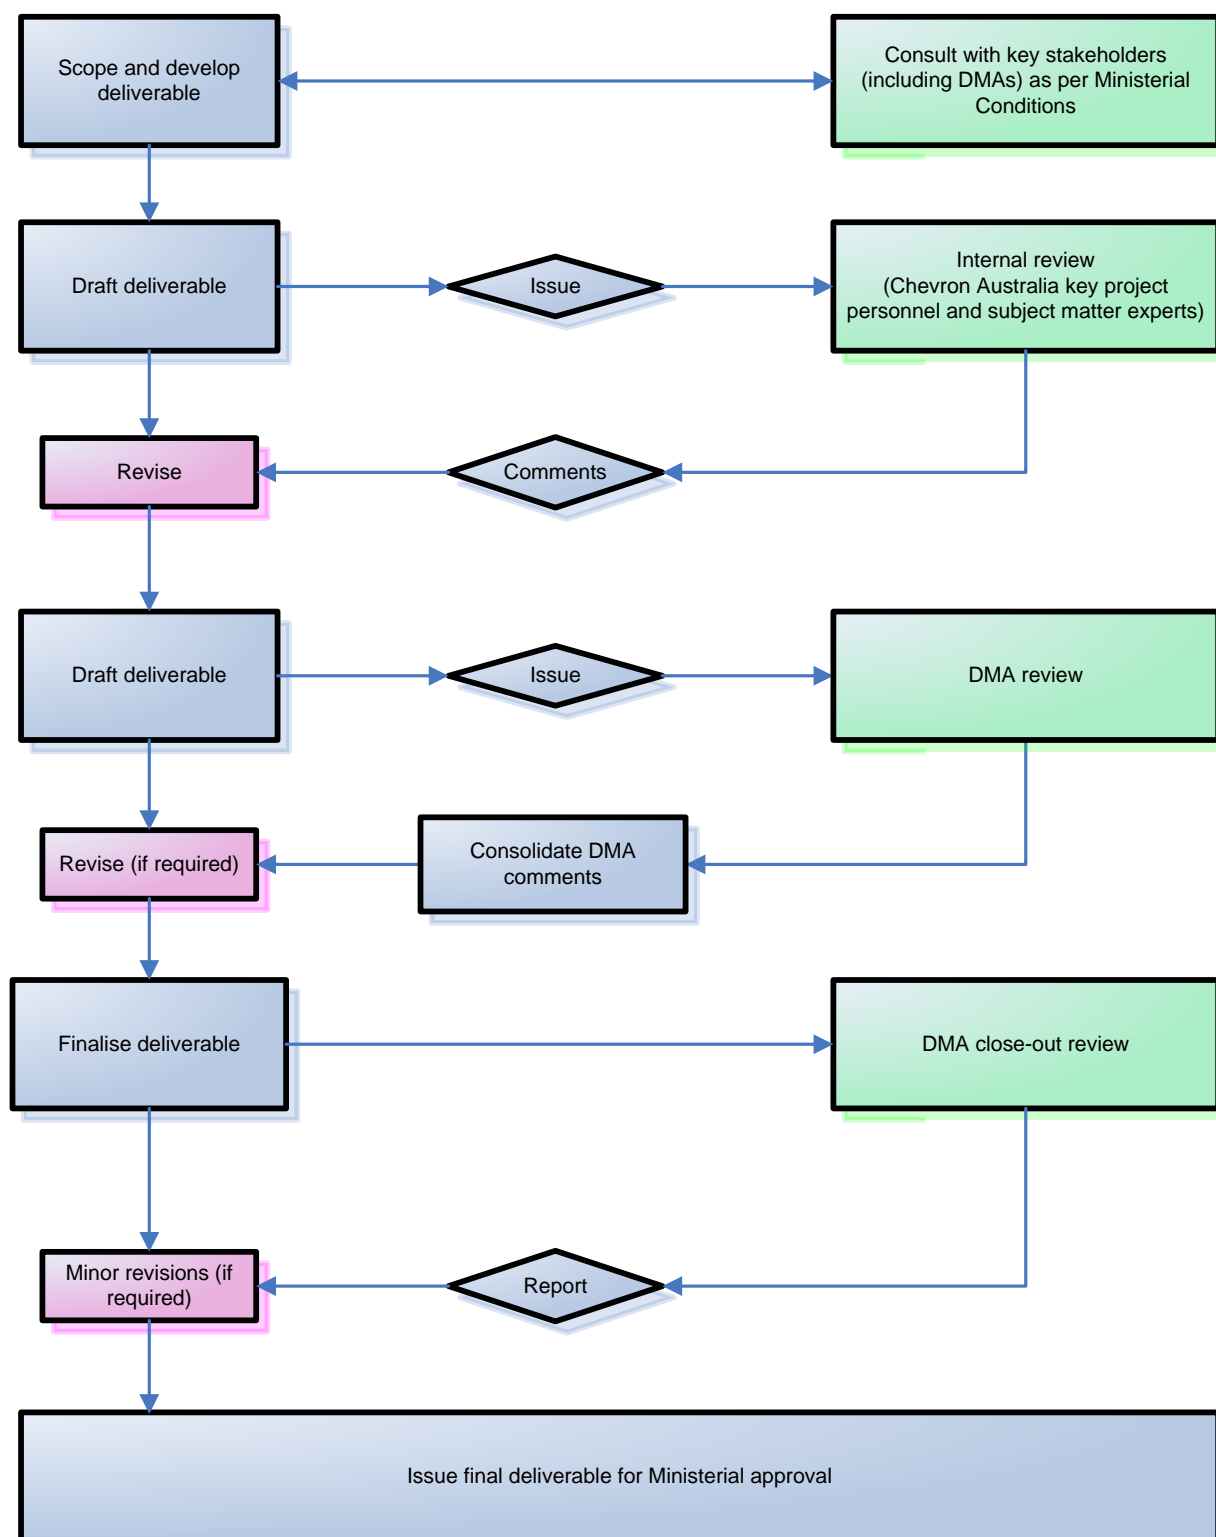 Scope and develop
deliverable
Consult with key stakeholders
(including DMAs) as per Ministerial
Conditions
Draft deliverable
Issue
Internal review
(Chevron Australia key project
personnel and subject matter experts)
Revise
Comments
Draft deliverable
Issue
DMA review
Revise (if required)
Consolidate DMA
comments
Finalise deliverable
DMA close-out review
Minor revisions (if
required)
Report
Issue final deliverable for Ministerial approval